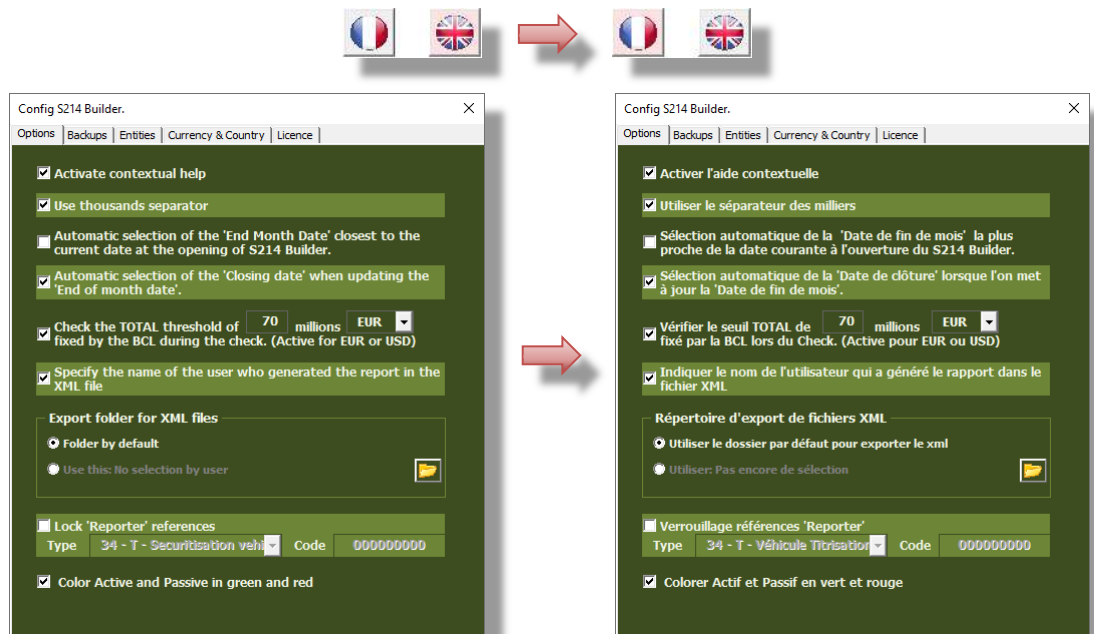 Config S214 Builder.
Options Backups Entities Currency & Country Licence
Activate contextual help
Use thousands separator
Automatic selection of the 'End Month Date' closest to the
current date at the opening of S214 Builder.
Automatic selection of the 'Closing date' when updating the
'End of month date'.
Check the TOTAL threshold of 70 millions EUR
fixed by the BCL during the check. (Active for EUR or USD)
Specify the name of the user who generated the report in the
XML file
Export folder for XML files
Folder by default
Use this: No selection by user
Lock 'Reporter' references
Type 34 - T - Securitisation vehi Code 000000000
Color Active and Passive in green and red
Config S214 Builder.
Options Backups Entities Currency & Country Licence
Activer l'aide contextuelle
Utiliser le séparateur des milliers
Sélection automatique de la 'Date de fin de mois' la plus
proche de la date courante à l'ouverture du S214 Builder.
Sélection automatique de la 'Date de clôture' lorsque l'on met
à jour la 'Date de fin de mois'.
Vérifier le seuil TOTAL de 70 millions EUR
fixé par la BCL lors du Check. (Active pour EUR ou USD)
Indiquer le nom de l'utilisateur qui a généré le rapport dans le
fichier XML
Répertoire d'export de fichiers XML
Utiliser le dossier par défaut pour exporter le xml
Utiliser: Pas encore de sélection
Verrouillage références 'Reporter'
Type 34 - T - Véhicule Titrisation Code 000000000
Colorer Actif et Passif en vert et rouge